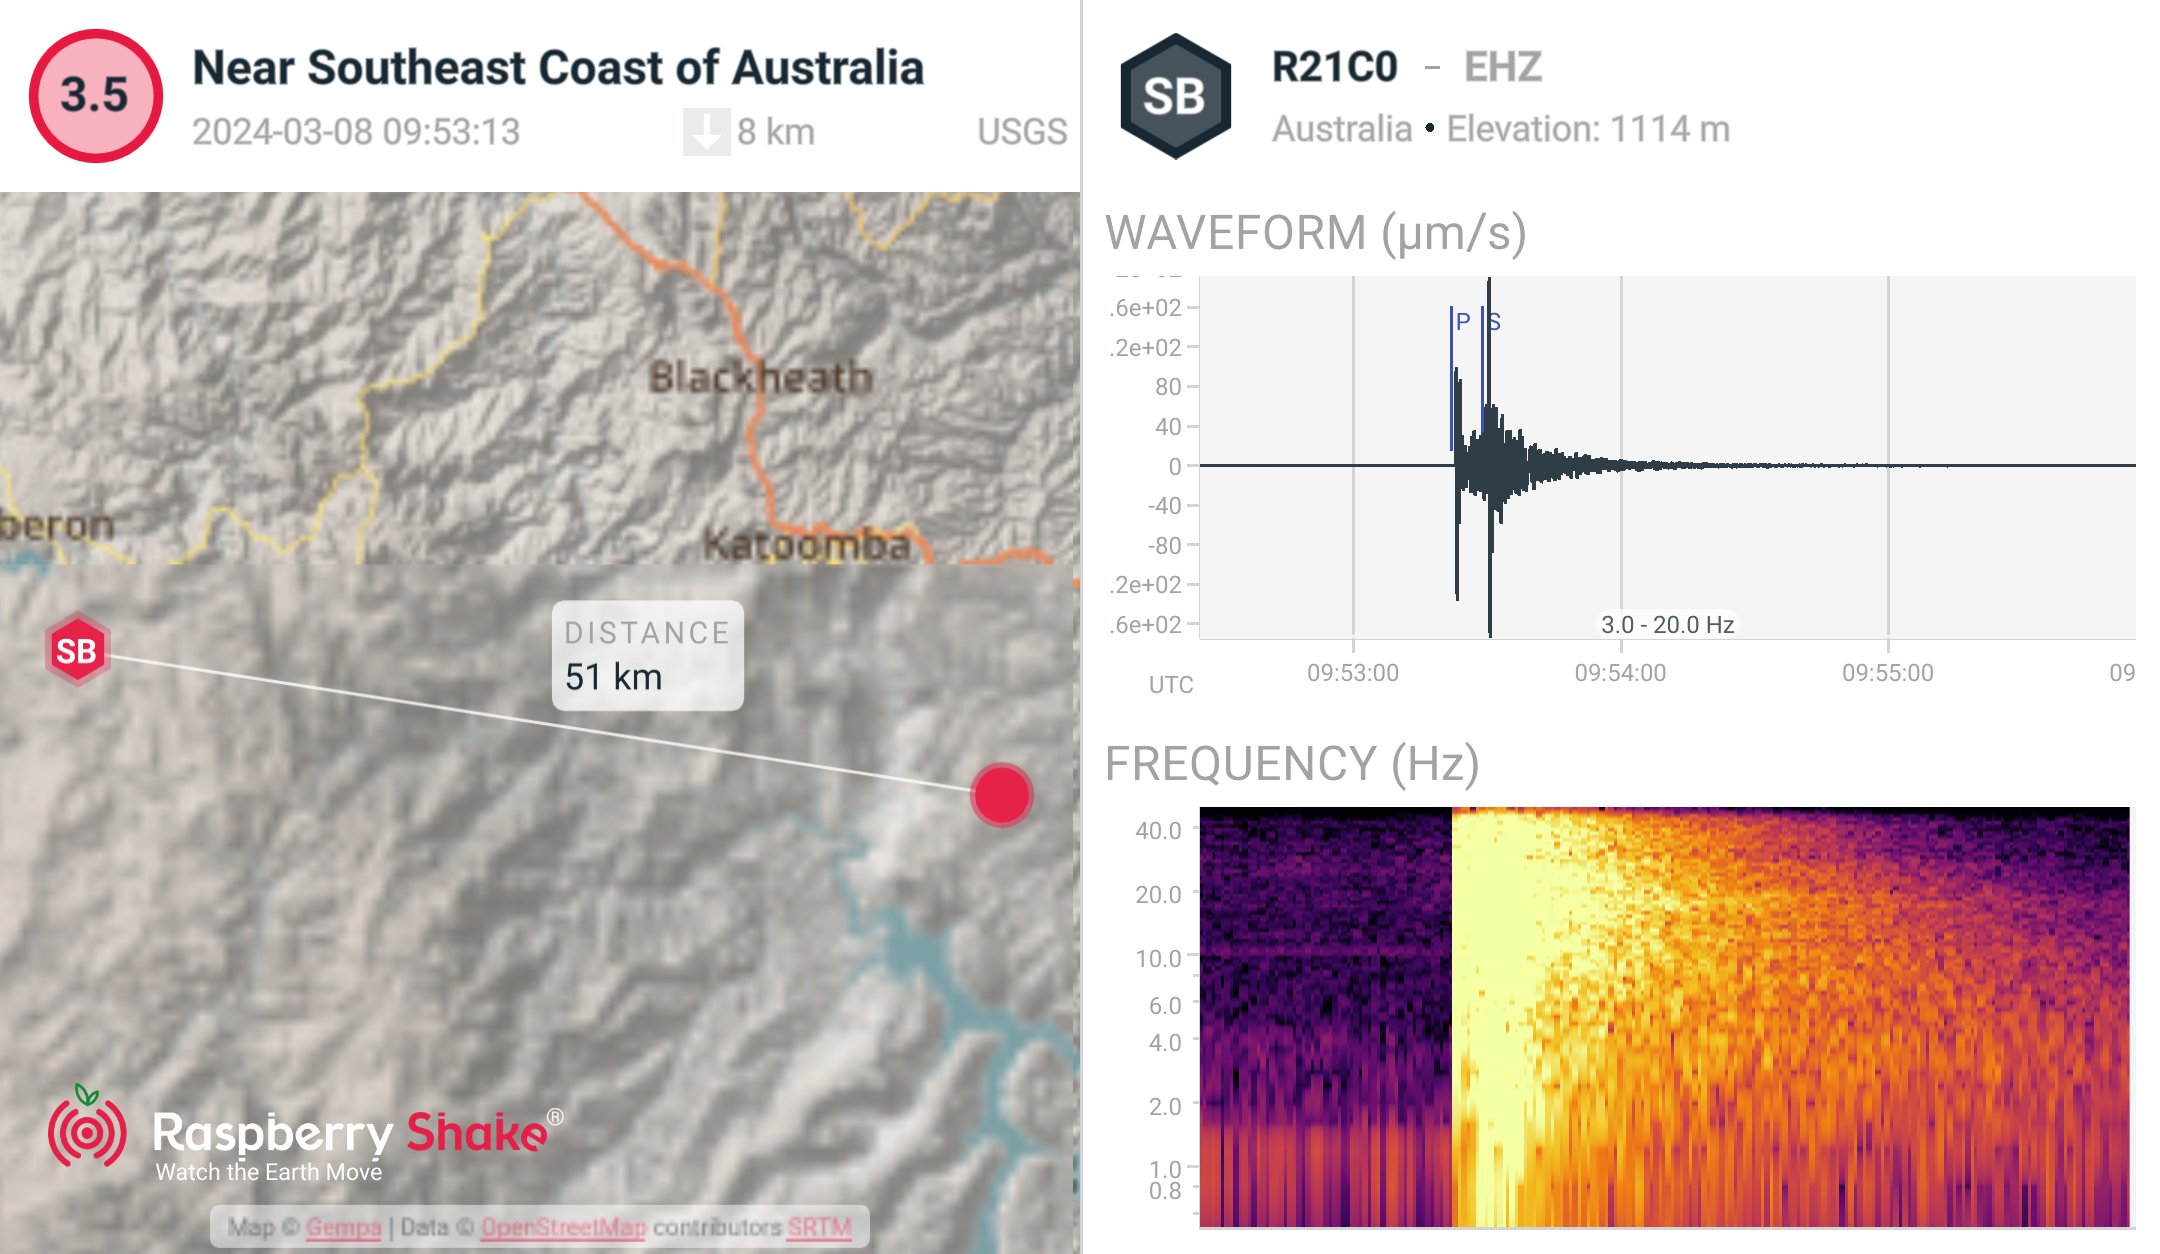 3.5
Near Southeast Coast of Australia
2024-03-08 09:53:13 8 km USGS
Blackheath
beron
Katoomba
SB
DISTANCE
51 km
Raspberry Shake®
Watch the Earth Move
Map © Gempa | Data © OpenStreetMap contributors SRTM
SB
R21C0 - EHZ
Australia • Elevation: 1114 m
WAVEFORM (µm/s)
.6e+02
.2e+02
80
40
0
-40
-80
.2e+02
.6e+02
P S
3.0 - 20.0 Hz
UTC 09:53:00 09:54:00 09:55:00 09
FREQUENCY (Hz)
40.0
20.0
10.0
6.0
4.0
2.0
1.0
0.8